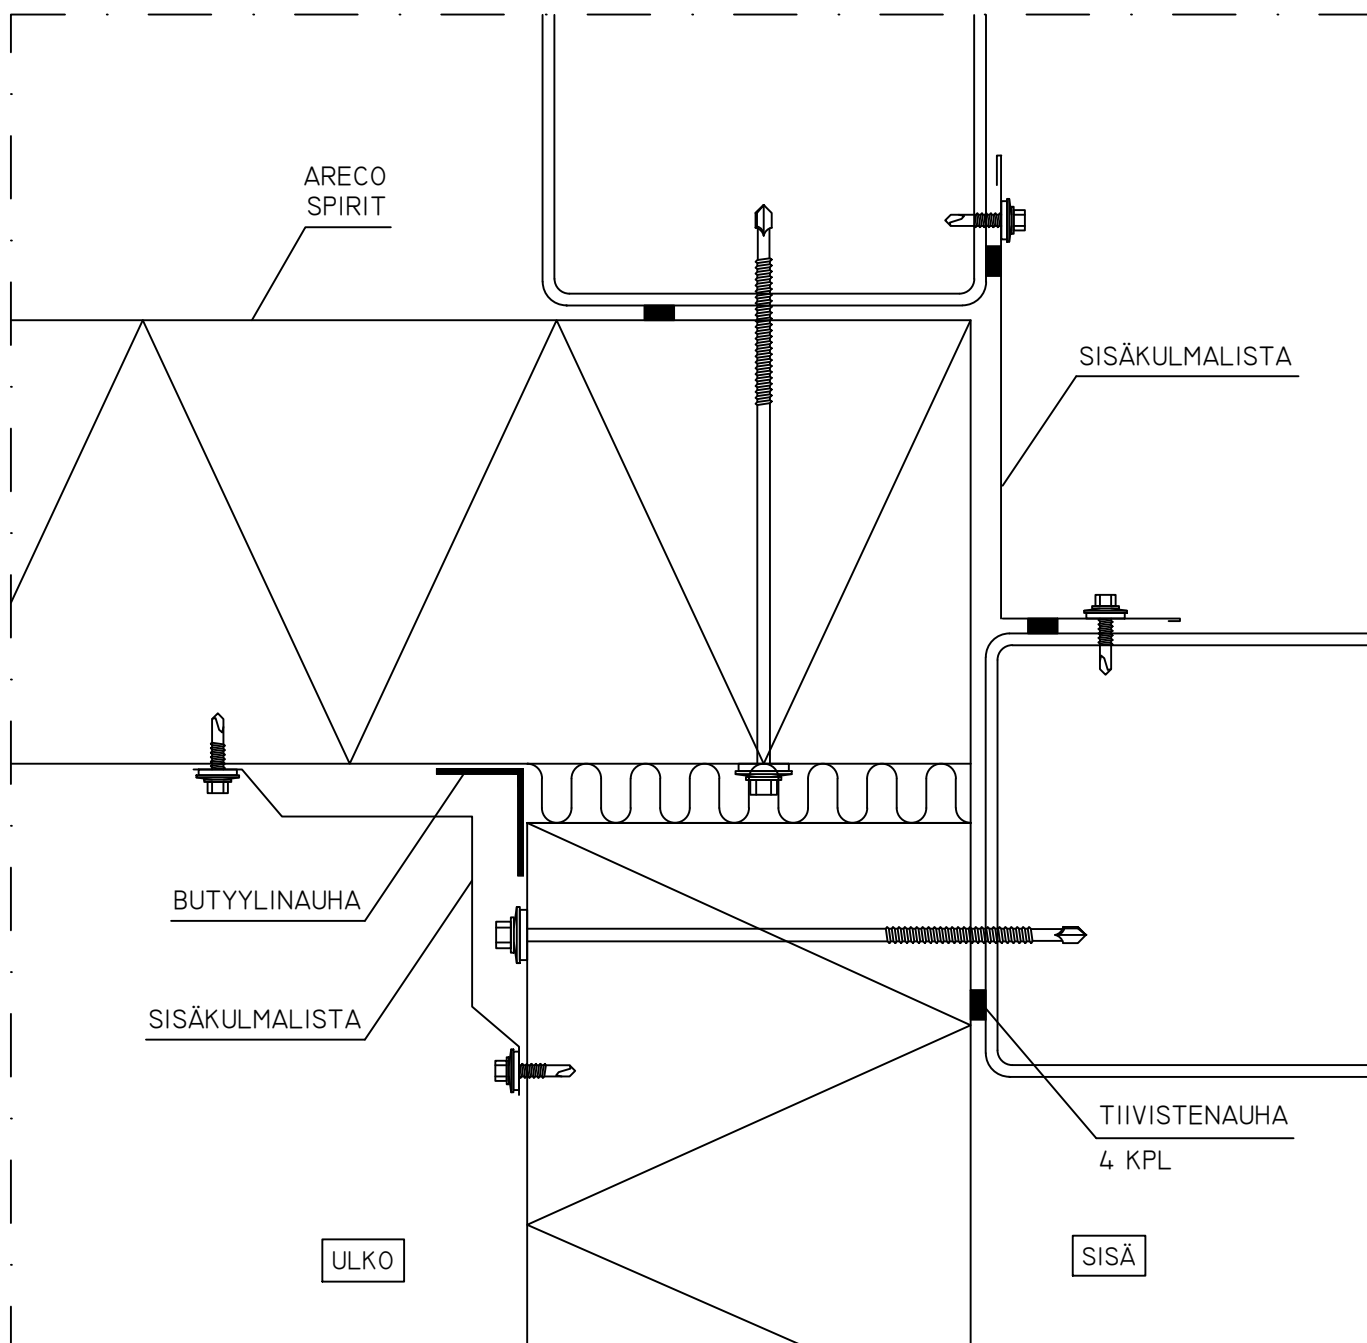 ARECO
SPIRIT
SISÄKULMALISTA
BUTYYLINAUHA
SISÄKULMALISTA
TIIVISTENAUHA
4 KPL
ULKO
SISÄ